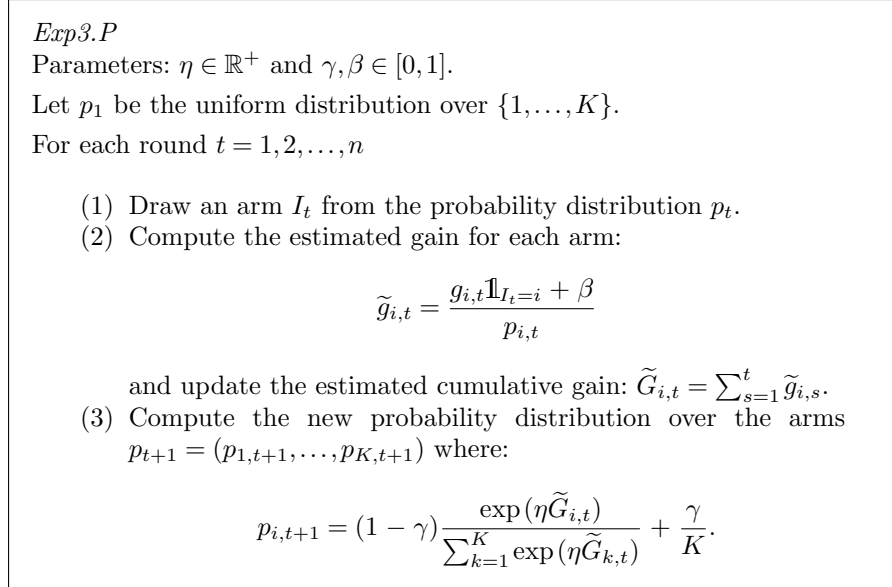 Exp3.P
Parameters: η ∈ ℝ⁺ and γ, β ∈ [0,1].
Let p₁ be the uniform distribution over {1,...,K}.
For each round t = 1,2,...,n
(1) Draw an arm I_t from the probability distribution p_t.
(2) Compute the estimated gain for each arm:
g̃_{i,t} = \frac{g_{i,t} 𝟙_{I_t=i} + β}{p_{i,t}}
and update the estimated cumulative gain: G̃_{i,t} = ∑_{s=1}^{t} g̃_{i,s}.
(3) Compute the new probability distribution over the arms
p_{t+1} = (p_{1,t+1},...,p_{K,t+1}) where:
p_{i,t+1} = (1 − γ) \frac{exp(ηG̃_{i,t})}{∑_{k=1}^{K} exp(ηG̃_{k,t})} + \frac{γ}{K}.